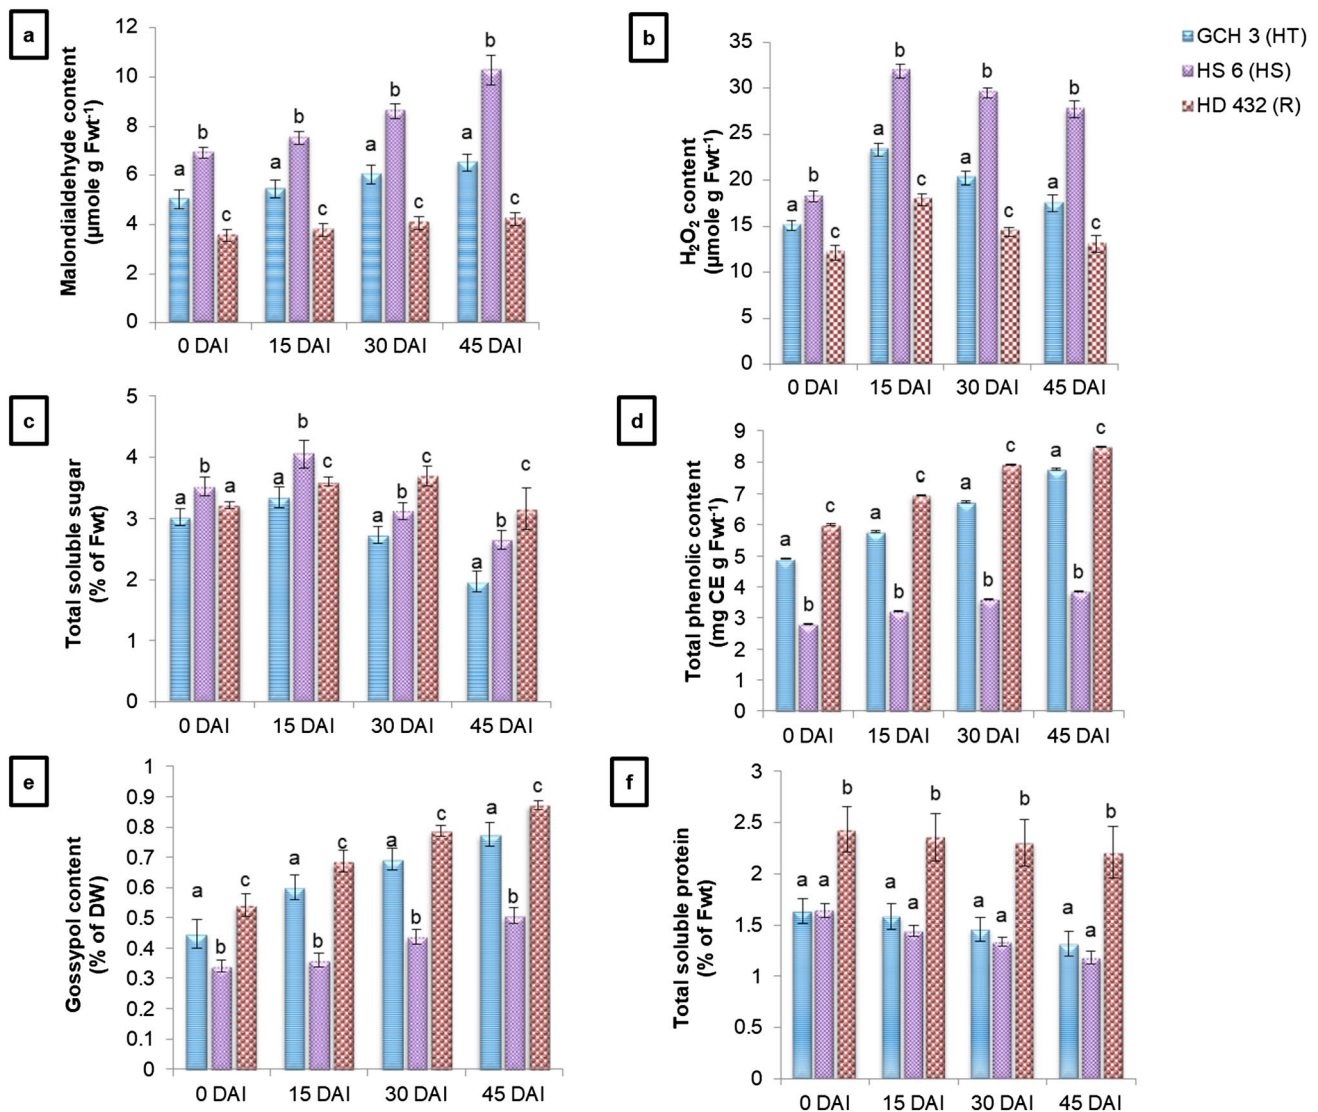 a
Malondialdehyde content
(µmole g Fwt-1)
12
10
8
6
4
2
0
a b c
a b c
a b c
a b c
0 DAI 15 DAI 30 DAI 45 DAI
b
H2O2 content
(µmole g Fwt-1)
35
30
25
20
15
10
5
0
a b c
a b c
a b c
a b c
0 DAI 15 DAI 30 DAI 45 DAI
GCH 3 (HT)
HS 6 (HS)
HD 432 (R)
c
Total soluble sugar
(% of Fwt)
5
4
3
2
1
0
a b a
a b c
a b c
a b c
0 DAI 15 DAI 30 DAI 45 DAI
d
Total phenolic content
(mg CE g Fwt-1)
9
8
7
6
5
4
3
2
1
0
a b c
a b c
a b c
a b c
0 DAI 15 DAI 30 DAI 45 DAI
e
Gossypol content
(% of DW)
1
0.9
0.8
0.7
0.6
0.5
0.4
0.3
0.2
0.1
0
a b c
a b c
a b c
a b c
0 DAI 15 DAI 30 DAI 45 DAI
f
Total soluble protein
(% of Fwt)
3
2.5
2
1.5
1
0.5
0
a a b
a a b
a a b
a a b
0 DAI 15 DAI 30 DAI 45 DAI